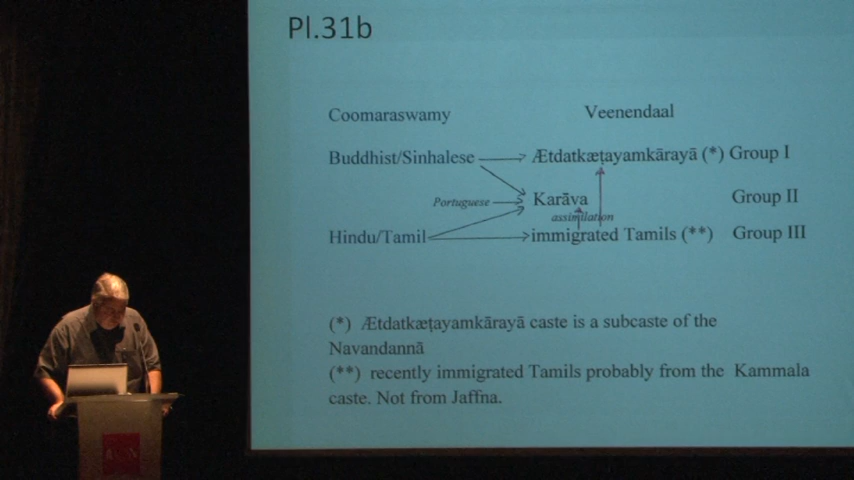 Pl.31b
Coomaraswamy Veenendaal
Buddhist/Sinhalese Ætdatkæṭayamkārayā (*) Group I
Portuguese Karāva Group II
assimilation
Hindu/Tamil immigrated Tamils (**) Group III
(*) Ætdatkæṭayamkārayā caste is a subcaste of the
Navandannā
(**) recently immigrated Tamils probably from the Kammala
caste. Not from Jaffna.